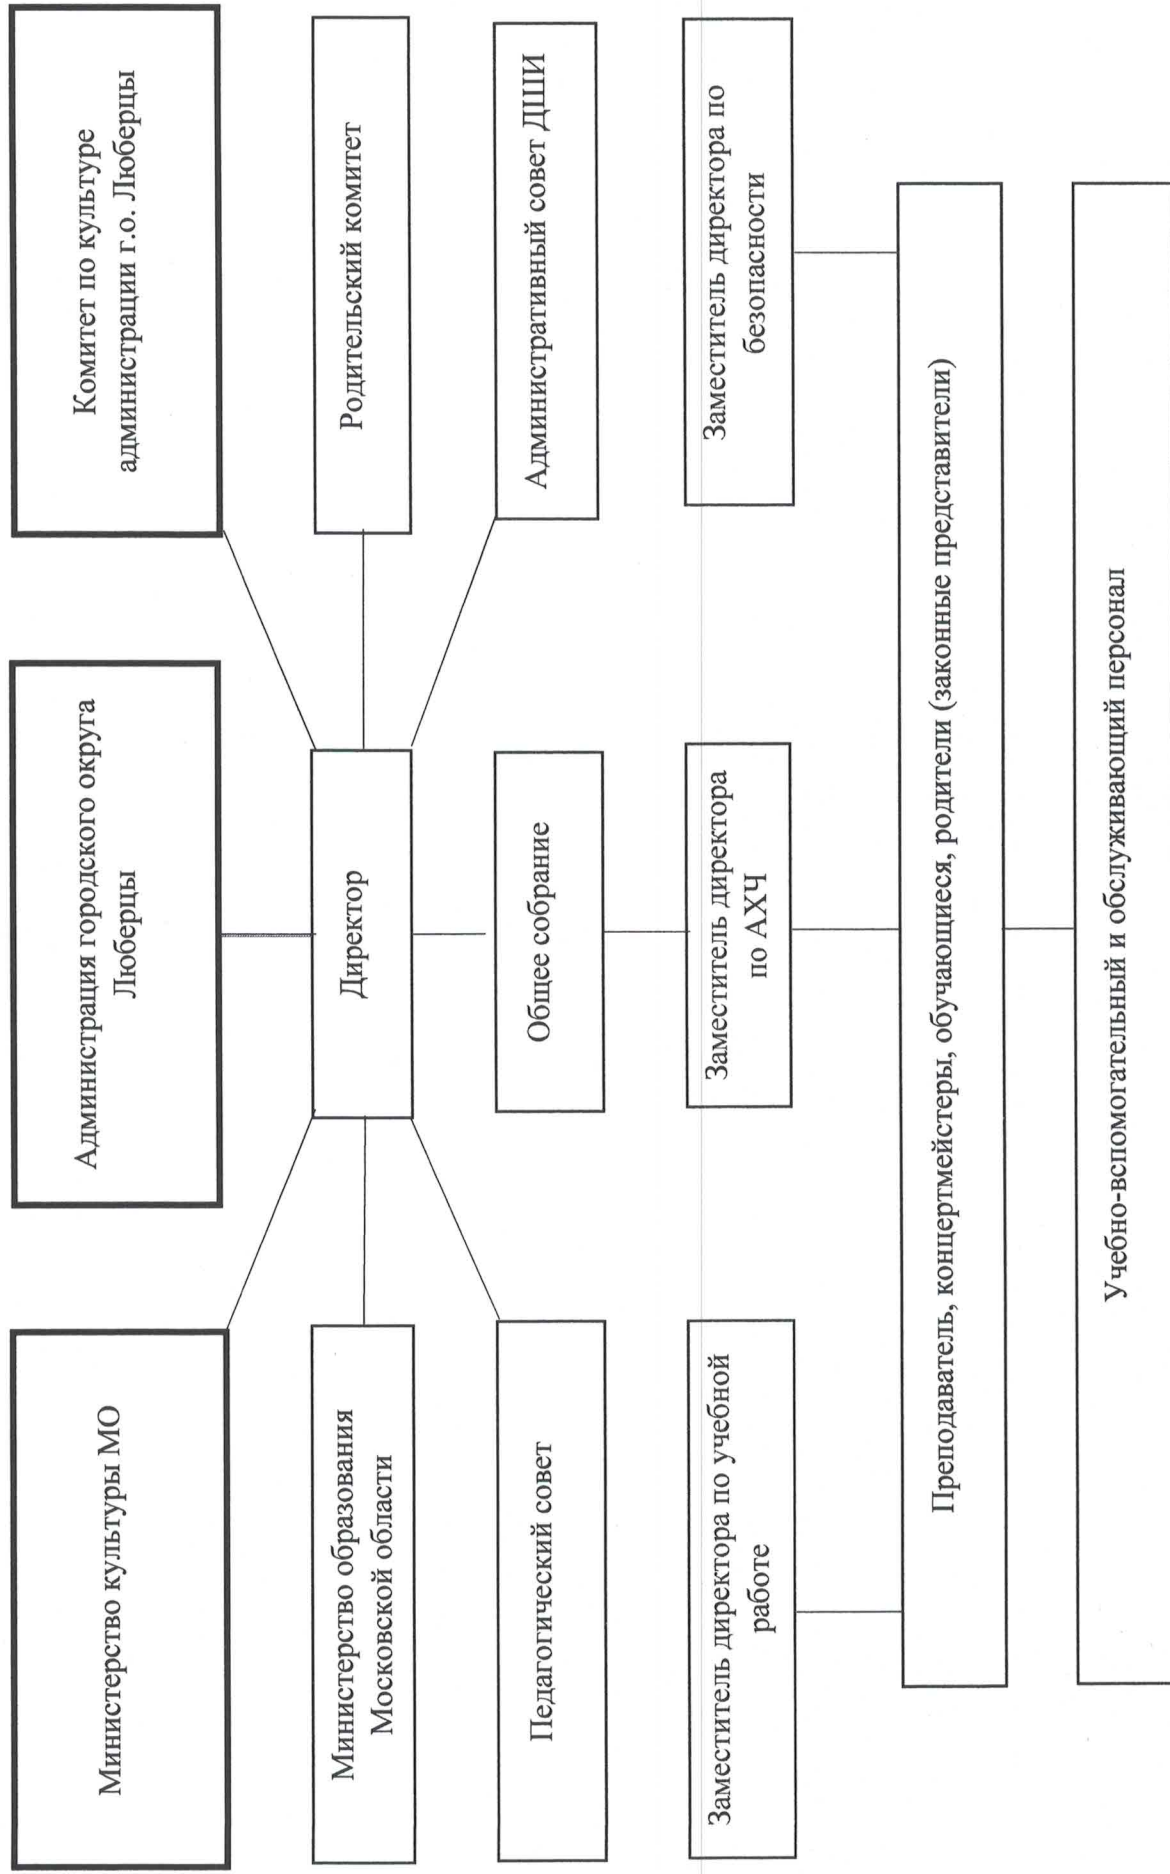 Министерство культуры МО
Администрация городского округа
Люберцы
Комитет по культуре
администрации г.о. Люберцы
Министерство образования
Московской области
Директор
Родительский комитет
Педагогический совет
Общее собрание
Административный совет ДШИ
Заместитель директора по учебной
работе
Заместитель директора
по АХЧ
Заместитель директора по
безопасности
Преподаватель, концертмейстеры, обучающиеся, родители (законные представители)
Учебно-вспомогательный и обслуживающий персонал